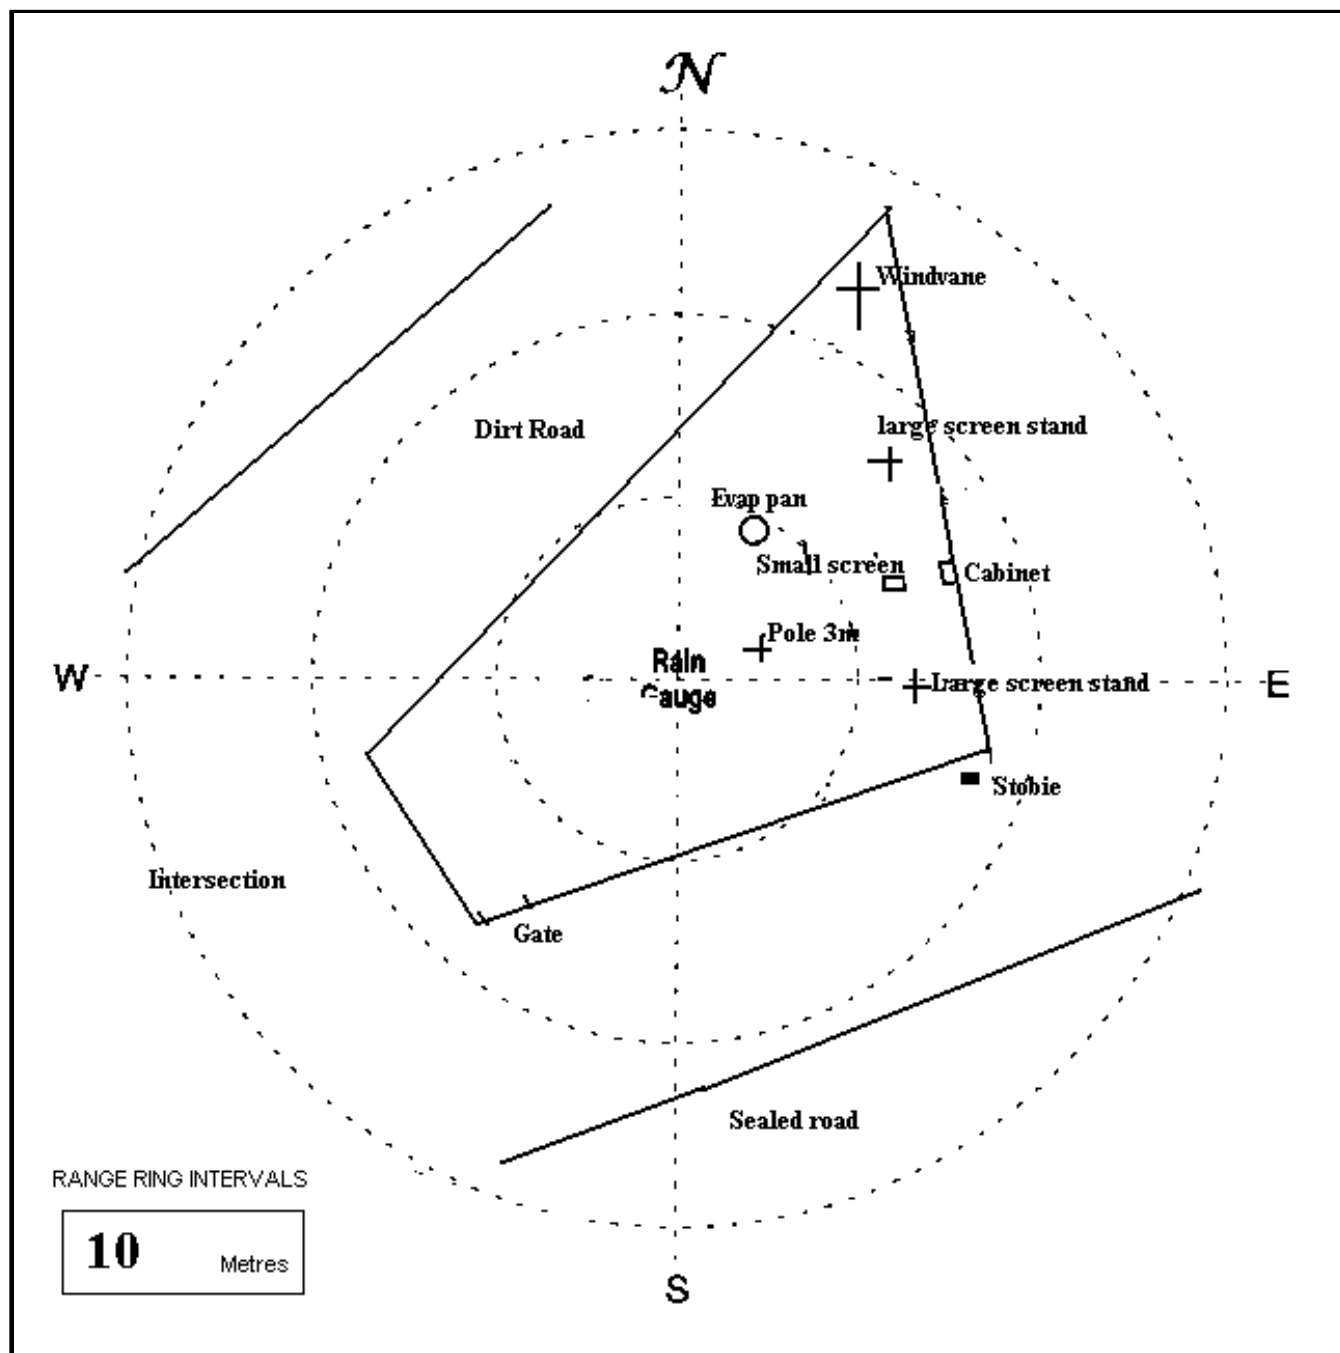 N
Windvane
large screen stand
Dirt Road
Evap pan
Small screen
Cabinet
Pole 3m
Rain
Gauge
W
Large screen stand
E
Stobie
Intersection
Gate
Sealed road
RANGE RING INTERVALS
10 Metres
S